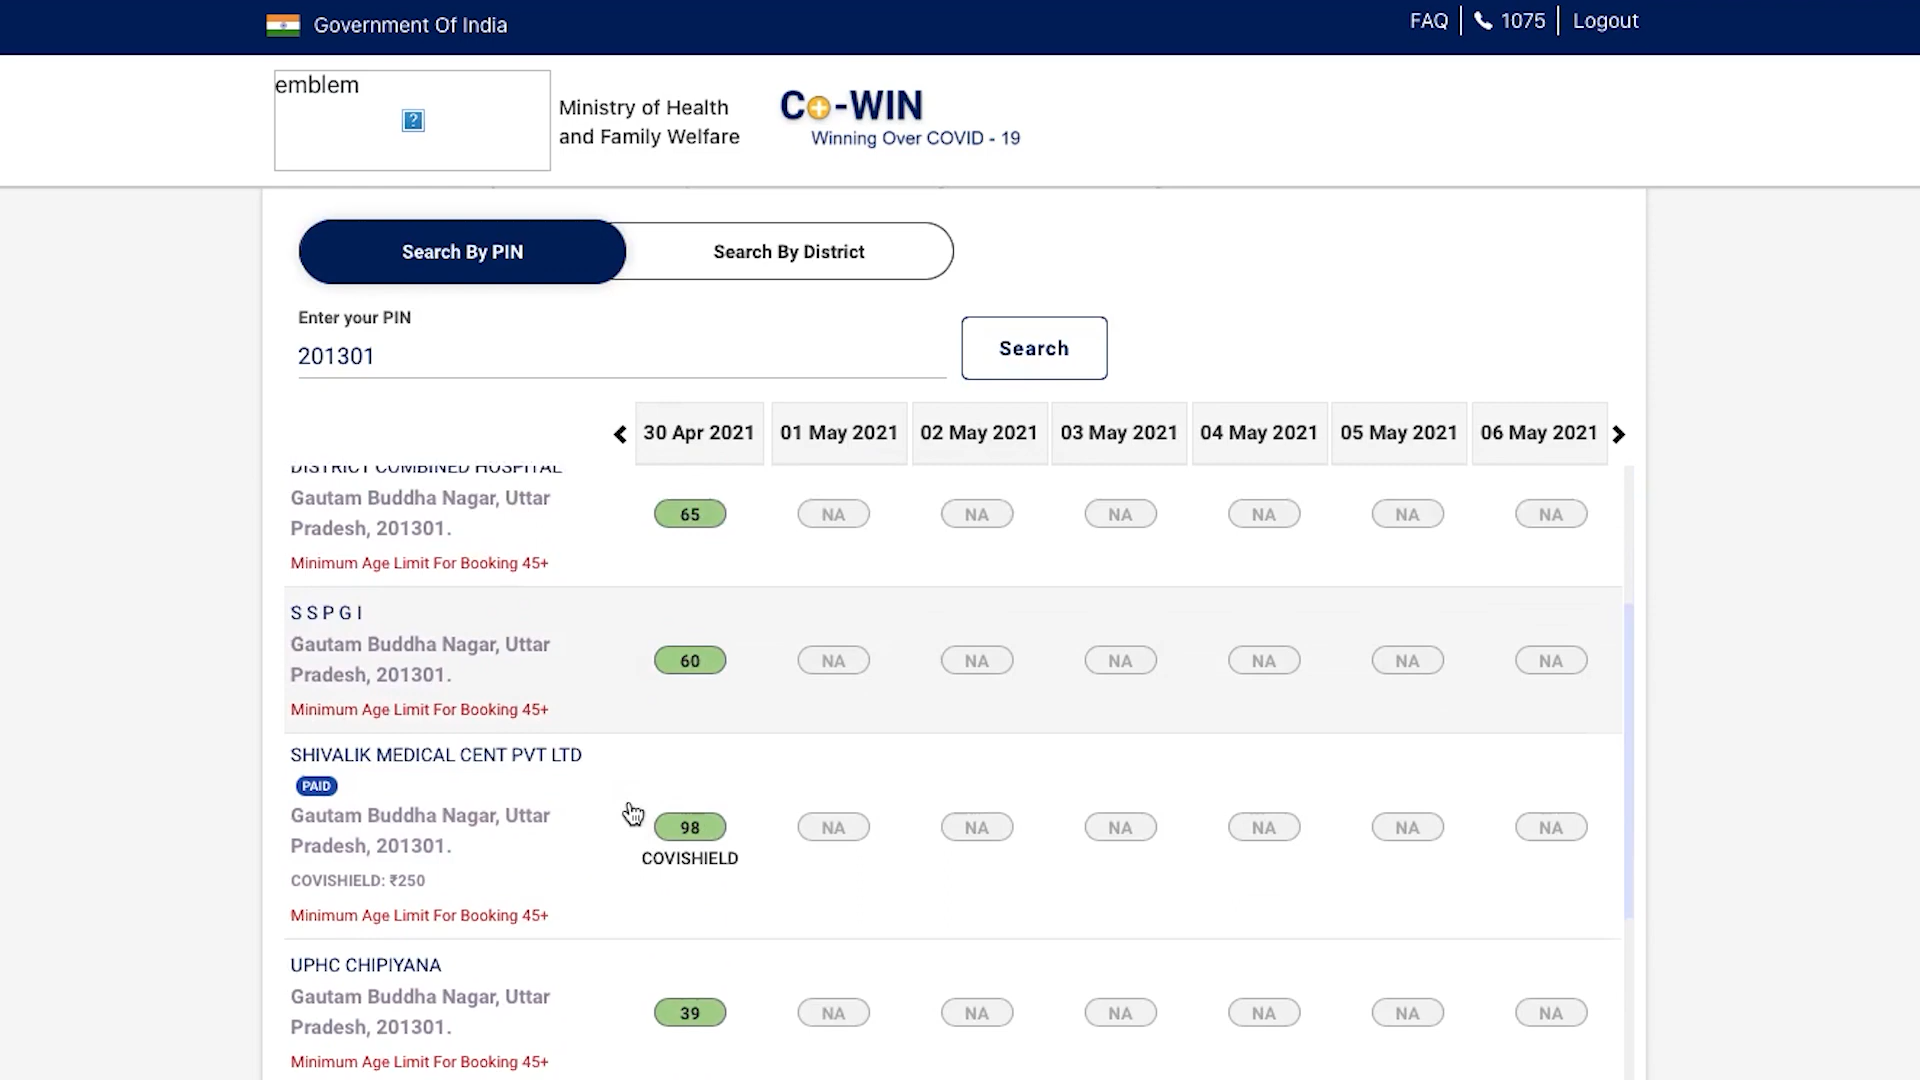 Government Of India
FAQ 1075 Logout
emblem
Ministry of Health
and Family Welfare
Co-WIN
Winning Over COVID - 19
Search By PIN
Search By District
Enter your PIN
201301
Search
30 Apr 2021 01 May 2021 02 May 2021 03 May 2021 04 May 2021 05 May 2021 06 May 2021
DISTRICT COMBINED HOSPITAL
Gautam Buddha Nagar, Uttar
Pradesh, 201301.
65 NA NA NA NA NA NA
Minimum Age Limit For Booking 45+
S S P G I
Gautam Buddha Nagar, Uttar
Pradesh, 201301.
60 NA NA NA NA NA NA
Minimum Age Limit For Booking 45+
SHIVALIK MEDICAL CENT PVT LTD
PAID
Gautam Buddha Nagar, Uttar
Pradesh, 201301.
98 NA NA NA NA NA NA
COVISHIELD
COVISHIELD: ₹250
Minimum Age Limit For Booking 45+
UPHC CHIPIYANA
Gautam Buddha Nagar, Uttar
Pradesh, 201301.
39 NA NA NA NA NA NA
Minimum Age Limit For Booking 45+